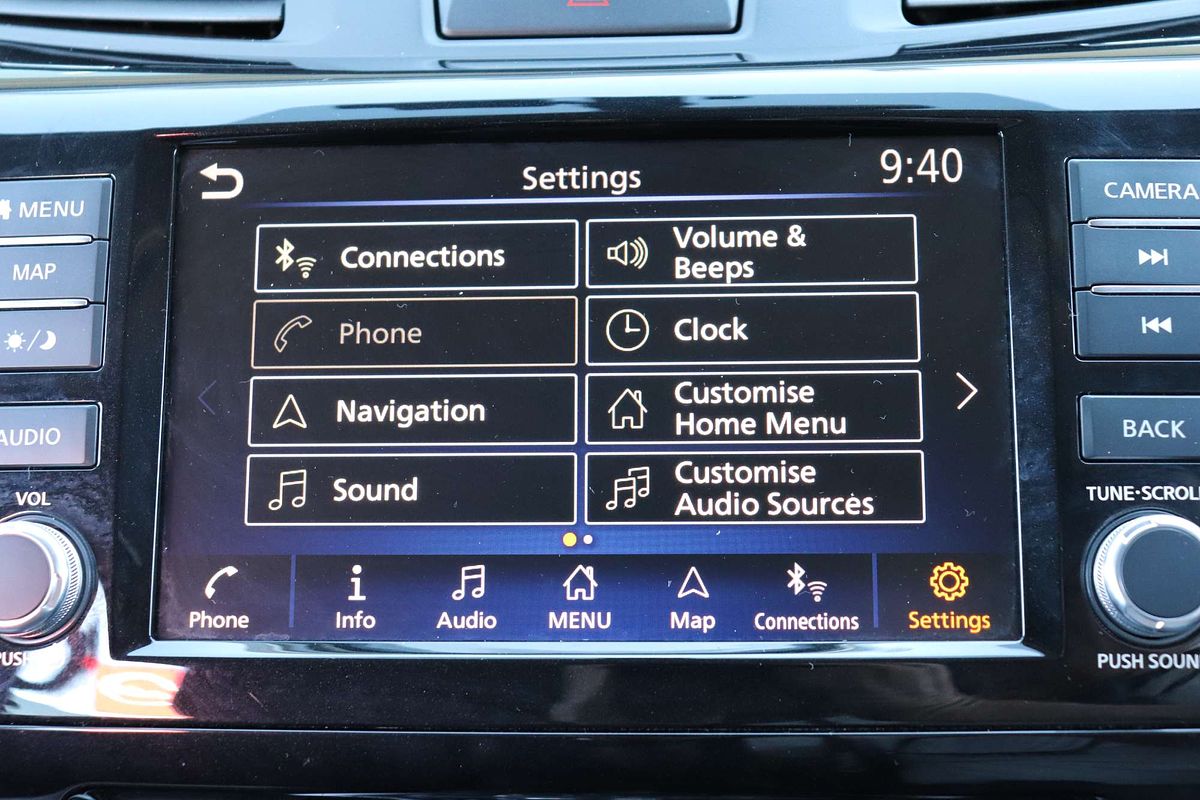 Settings
9:40
MENU
MAP
AUDIO
VOL
Connections
Volume &
Beeps
Phone
Clock
Navigation
Customise
Home Menu
Sound
Customise
Audio Sources
Phone
Info
Audio
MENU
Map
Connections
Settings
CAMERA
BACK
TUNE·SCROLL
PUSH SOUN